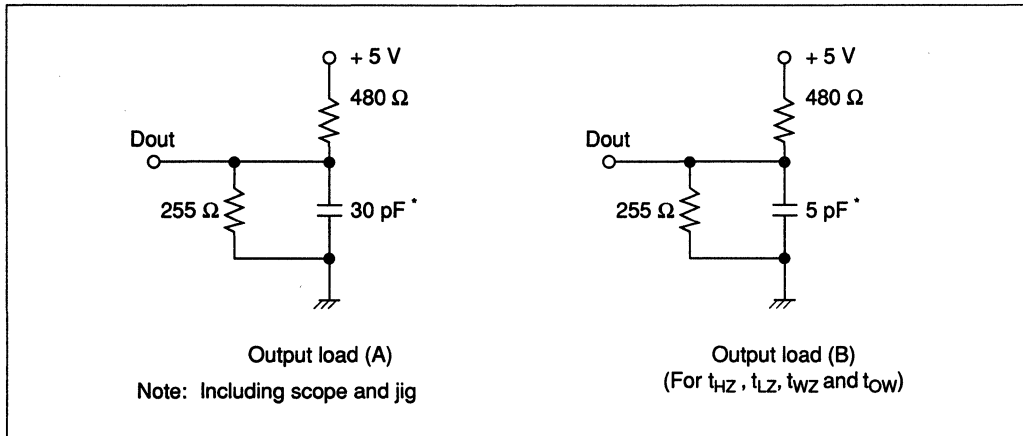 + 5 V
480 Ω
Dout
255 Ω
30 pF *
Output load (A)
Note: Including scope and jig
+ 5 V
480 Ω
Dout
255 Ω
5 pF *
Output load (B)
(For tHZ , tLZ, tWZ and tOW)